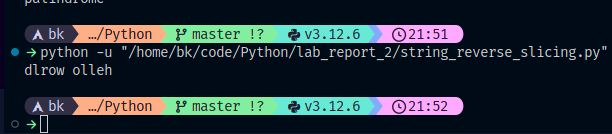 palindrome
bk …/Python master !? v3.12.6 21:51
→python -u "/home/bk/code/Python/lab_report_2/string_reverse_slicing.py"
dlrow olleh
bk …/Python master !? v3.12.6 21:52
→